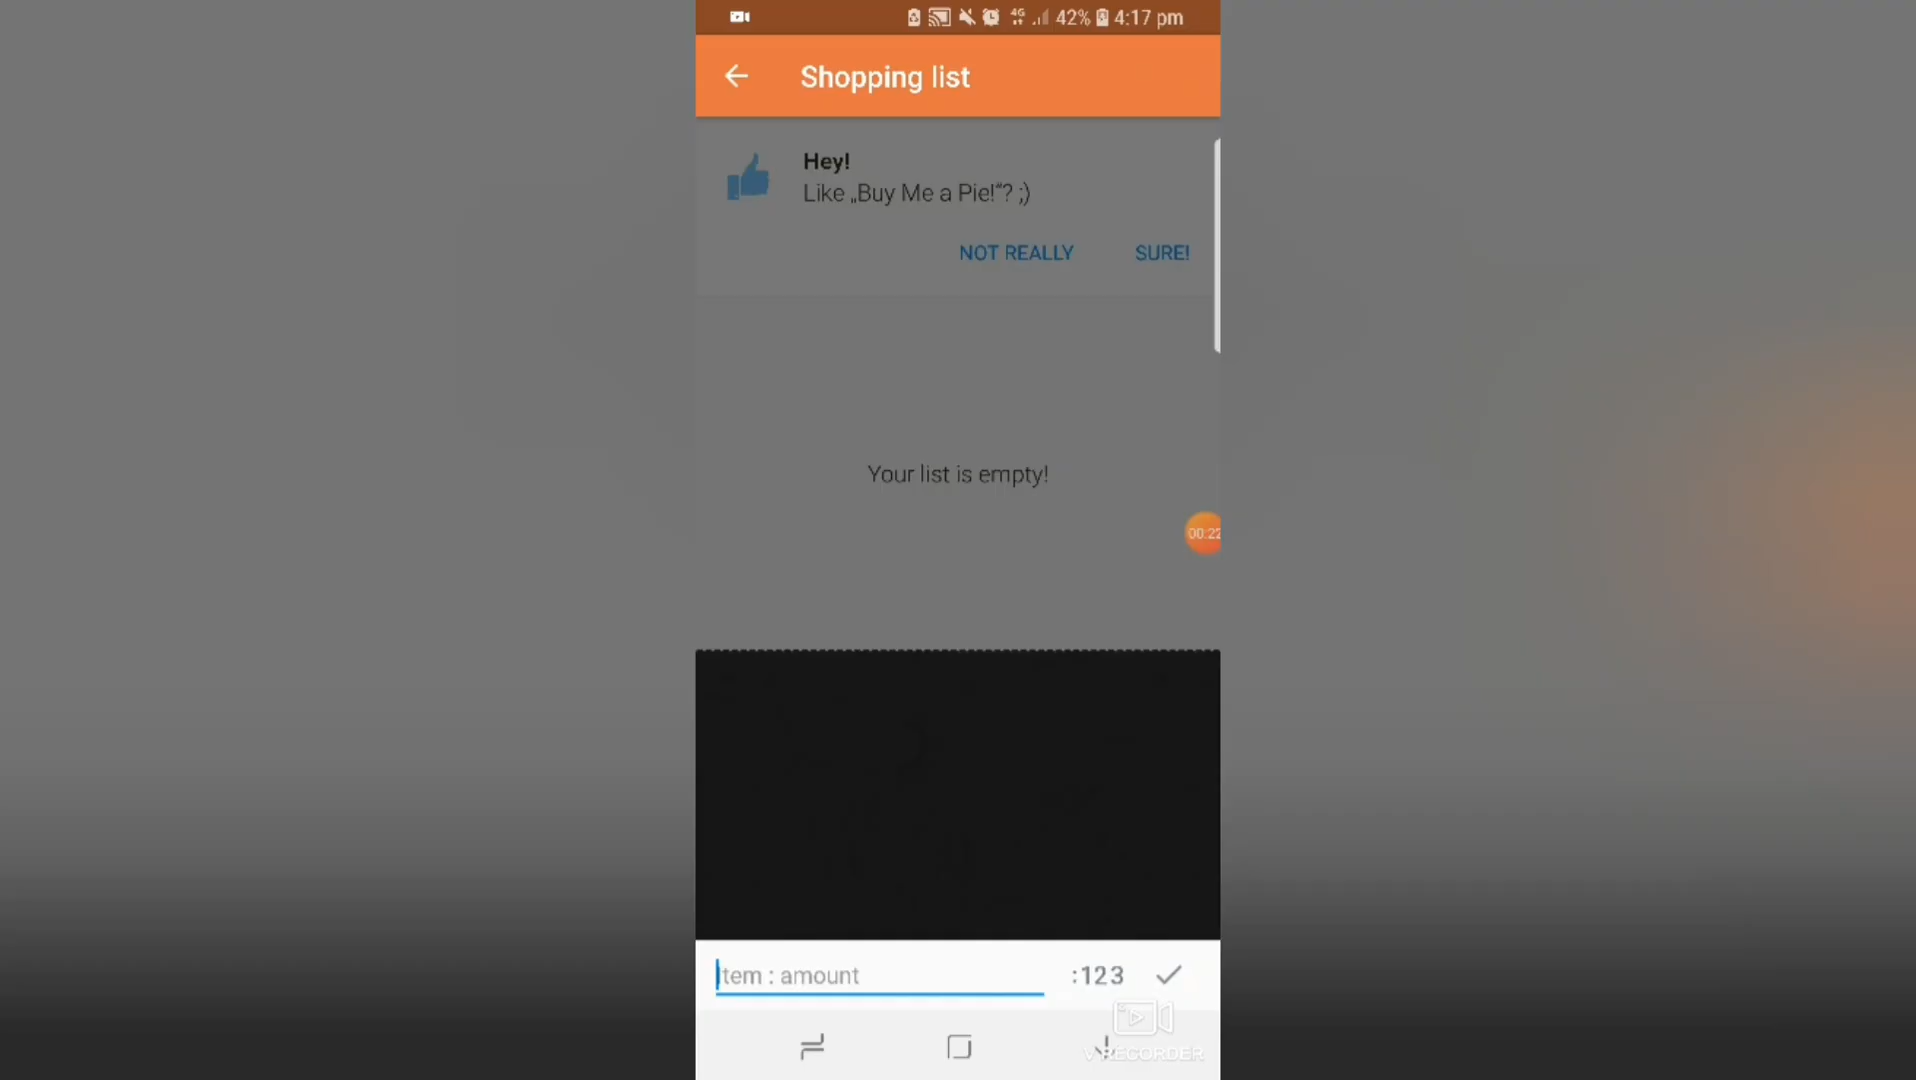 42% 4:17 pm
Shopping list
Hey!
Like „Buy Me a Pie!“? ;)
NOT REALLY SURE!
Your list is empty!
00:22
Item : amount :123
V RECORDER